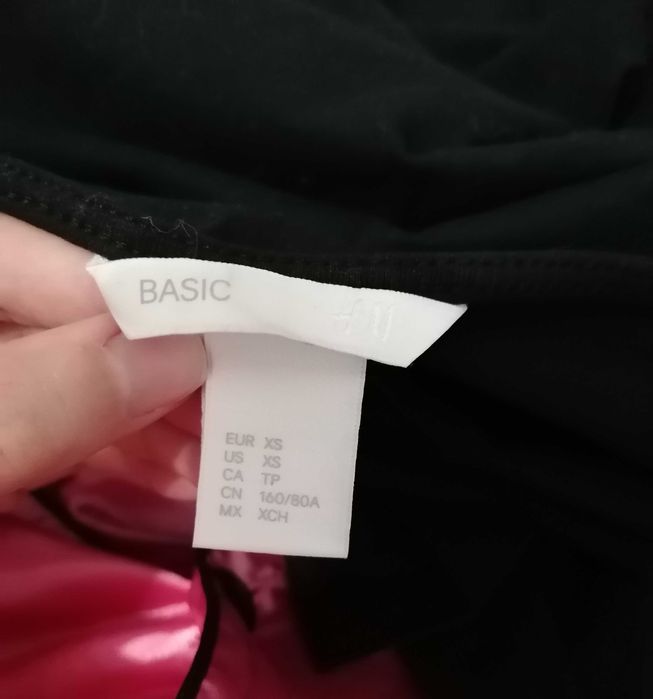 BASIC H&M
EUR XS
US XS
CA TP
CN 160/80A
MX XCH